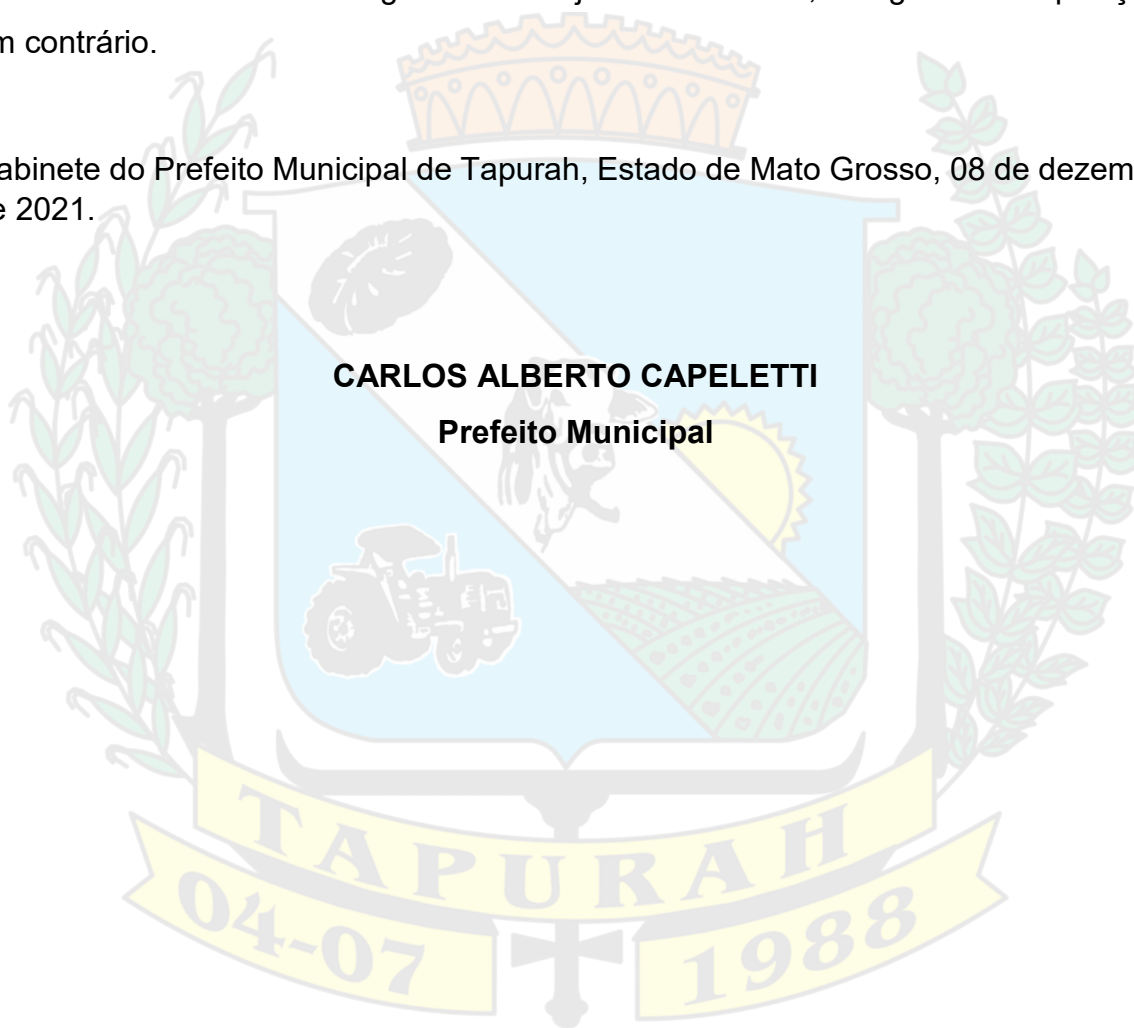 m contrário.
abinete do Prefeito Municipal de Tapurah, Estado de Mato Grosso, 08 de dezem
e 2021.
CARLOS ALBERTO CAPELETTI
Prefeito Municipal
TAPURAH
04-07 1988